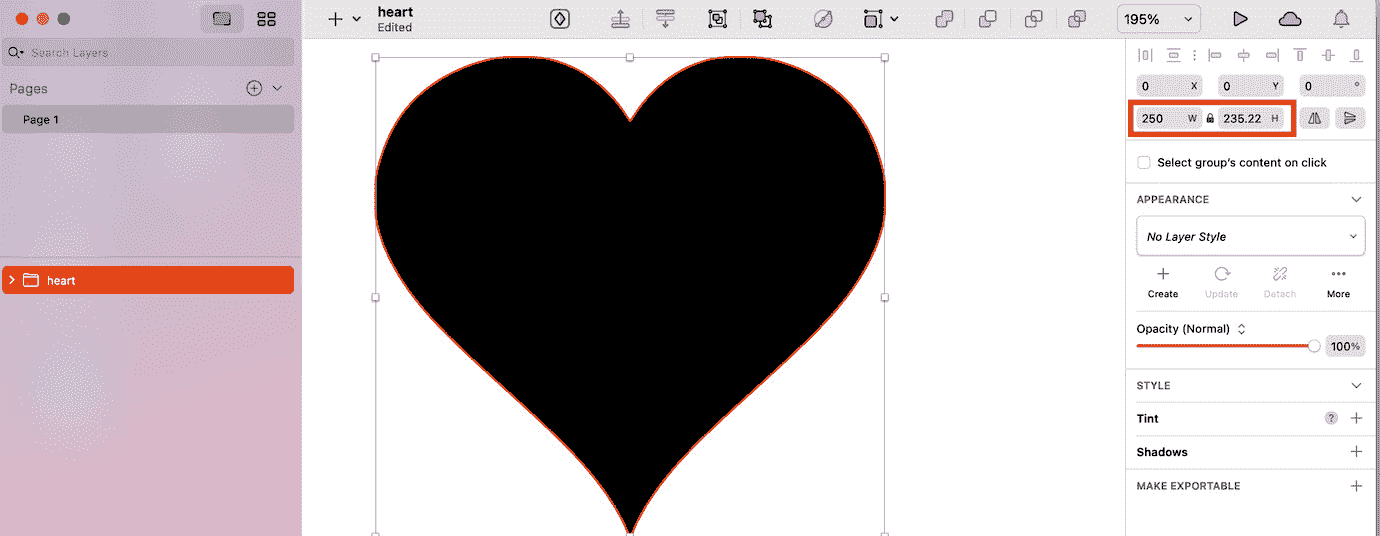 heart
Edited
195%
Search Layers
Pages
Page 1
heart
0 X 0 Y 0 °
250 W 235.22 H
Select group's content on click
APPEARANCE
No Layer Style
Create Update Detach More
Opacity (Normal)
100%
STYLE
Tint ?
Shadows
MAKE EXPORTABLE